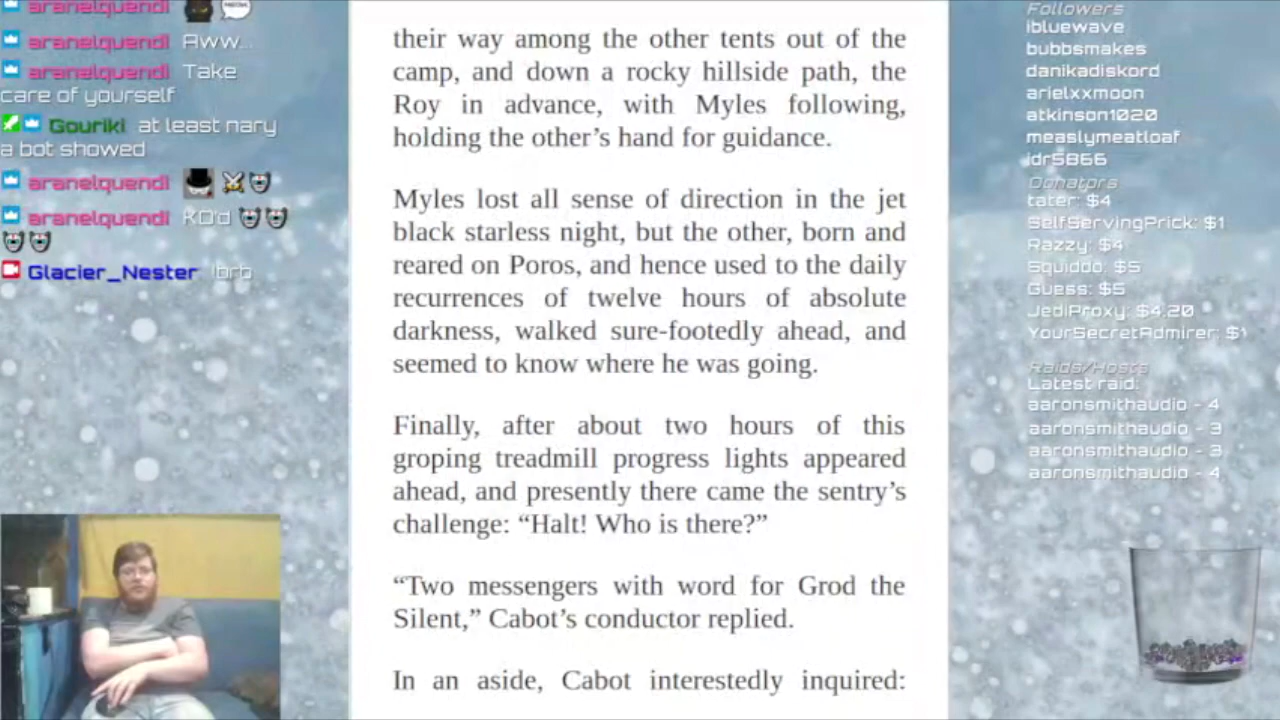 aranelquendi
aranelquendi Aww...
aranelquendi Take
care of yourself
Gouriki at least nary
a bot showed
aranelquendi
aranelquendi KO'd
Glacier_Nester !brb
their way among the other tents out of the
camp, and down a rocky hillside path, the
Roy in advance, with Myles following,
holding the other’s hand for guidance.
Myles lost all sense of direction in the jet
black starless night, but the other, born and
reared on Poros, and hence used to the daily
recurrences of twelve hours of absolute
darkness, walked sure-footedly ahead, and
seemed to know where he was going.
Finally, after about two hours of this
groping treadmill progress lights appeared
ahead, and presently there came the sentry’s
challenge: “Halt! Who is there?”
“Two messengers with word for Grod the
Silent,” Cabot’s conductor replied.
In an aside, Cabot interestedly inquired:
Followers
ibluewave
bubbsmakes
danikadiskord
arielxxmoon
atkinson1020
measlymeatloaf
idr5866
Donators
tater: $4
SelfServingPrick: $1
Razzy: $4
Squiddo: $5
Guess: $5
JediProxy: $4.20
YourSecretAdmirer: $1
Raids/Hosts
Latest raid:
aaronsmithaudio - 4
aaronsmithaudio - 3
aaronsmithaudio - 3
aaronsmithaudio - 4